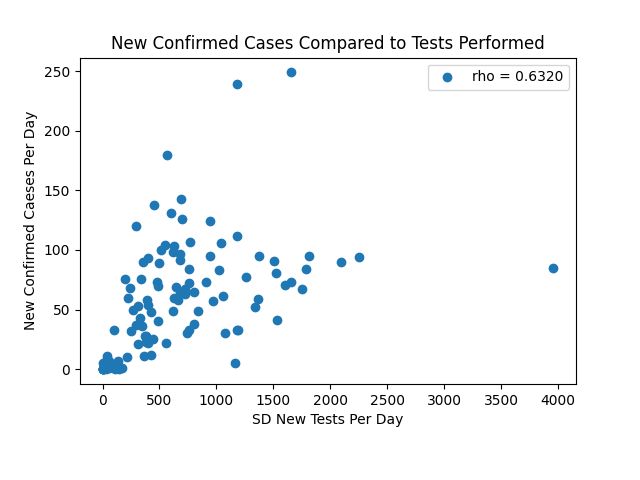 New Confirmed Cases Compared to Tests Performed
rho = 0.6320
New Confirmed Caeses Per Day
250
200
150
100
50
0
0 500 1000 1500 2000 2500 3000 3500 4000
SD New Tests Per Day